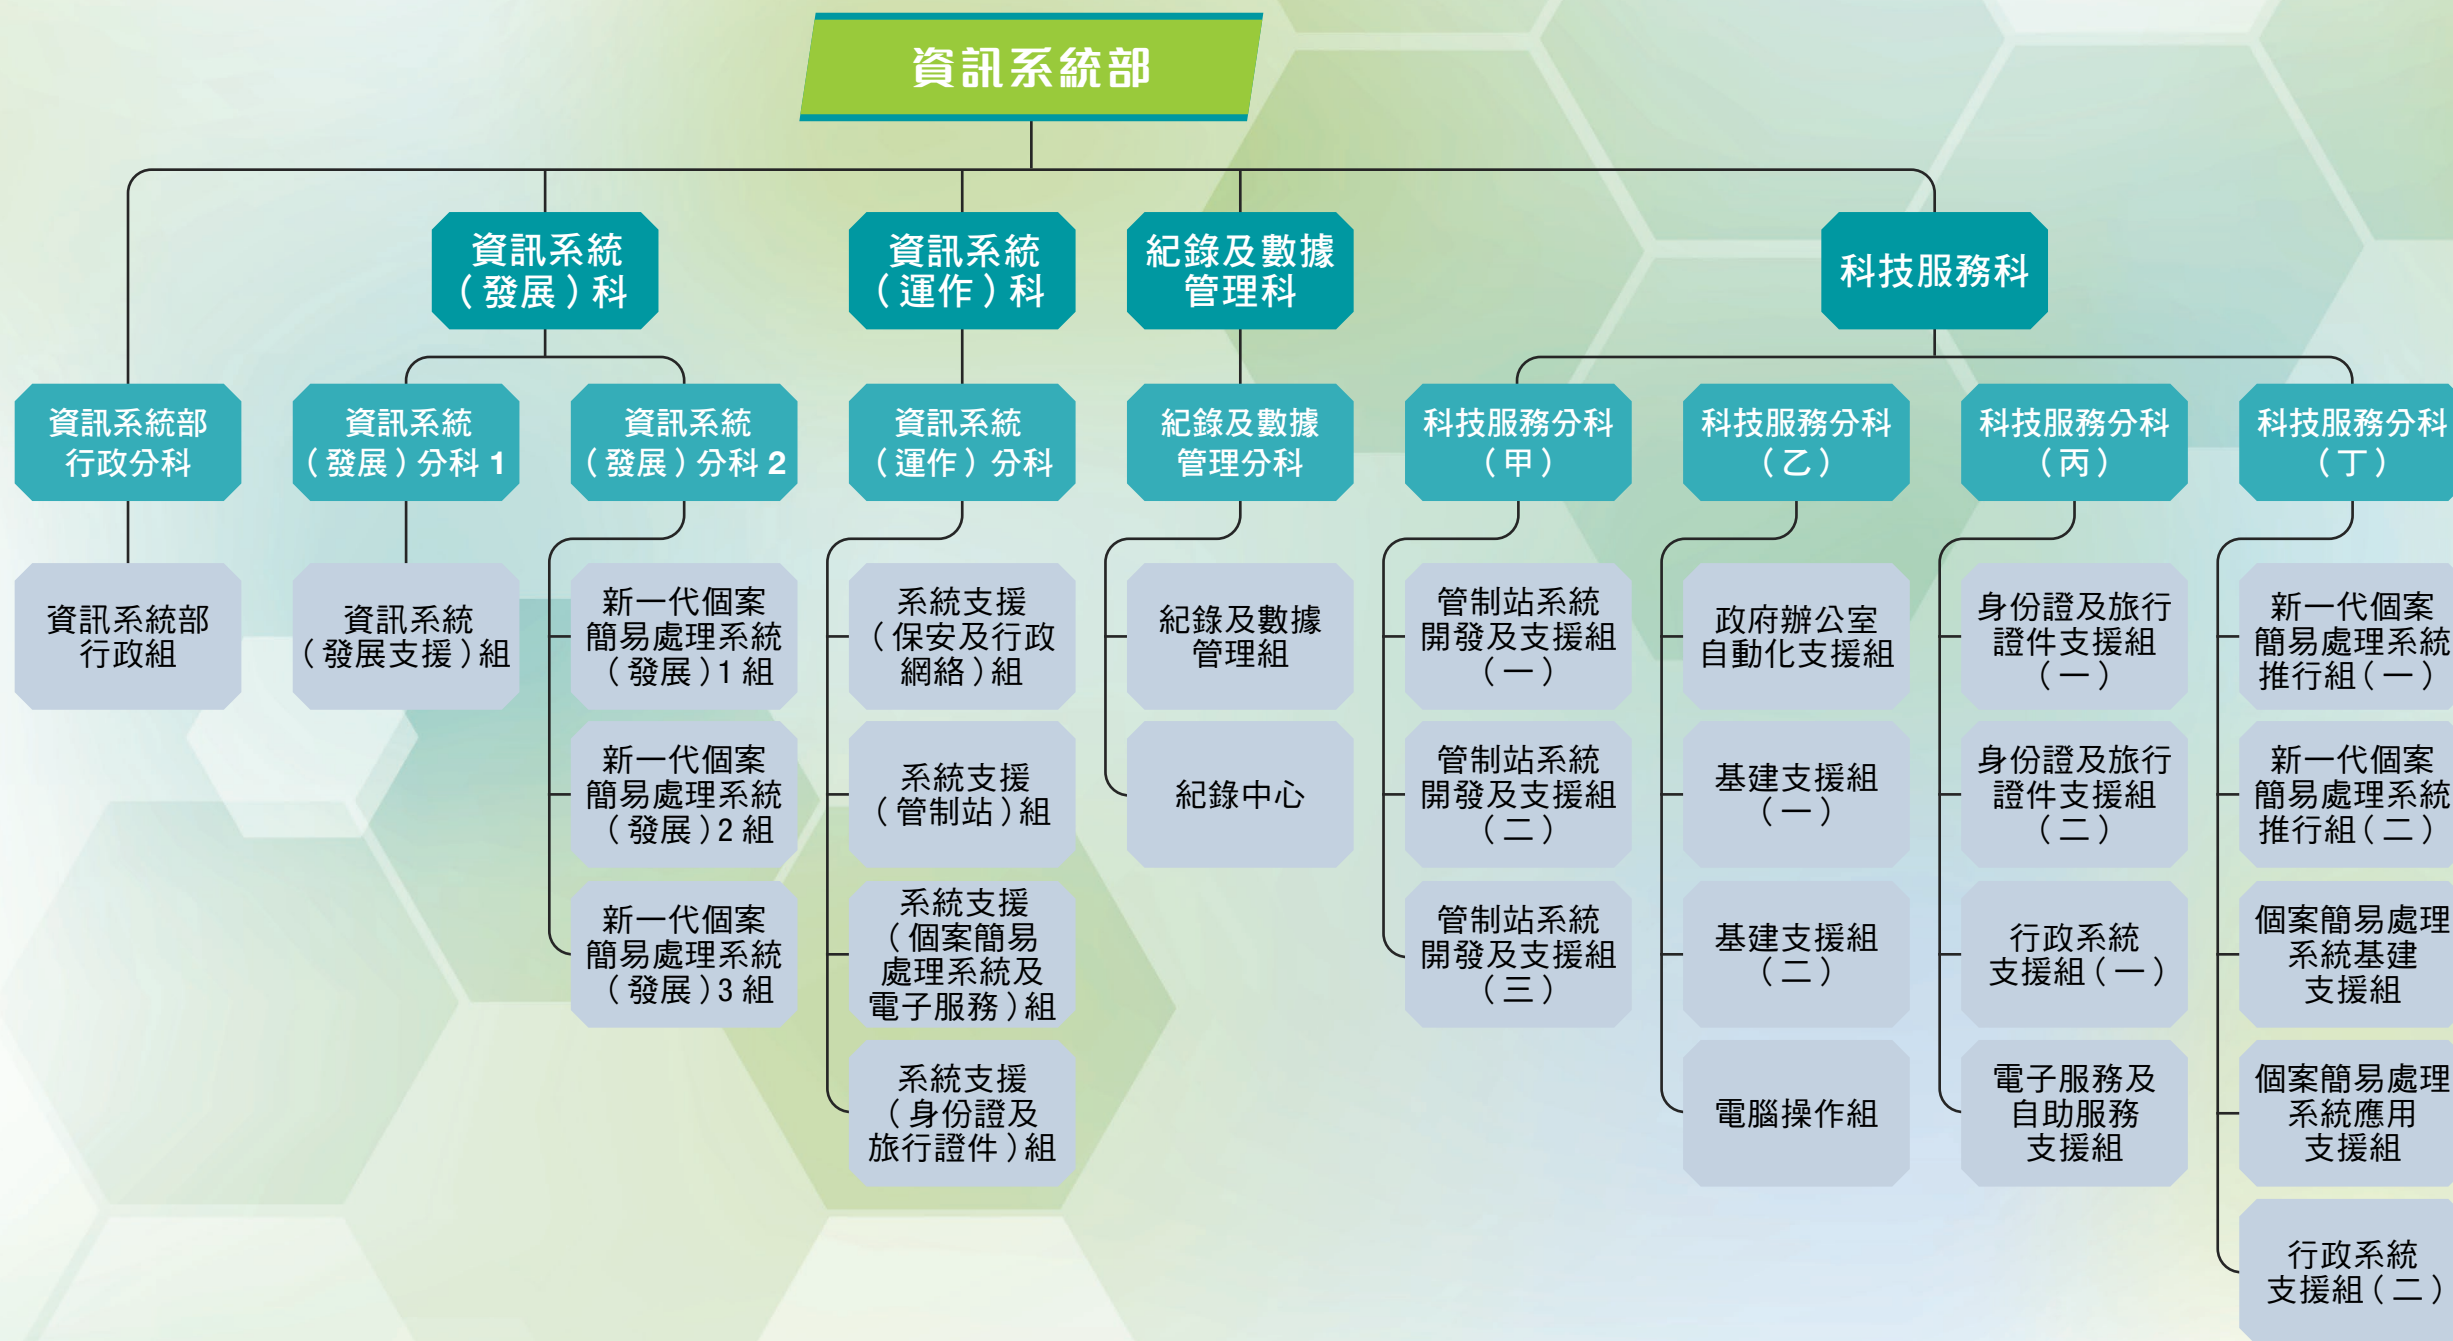 資訊系統部
資訊系統
（發展）科
資訊系統
（運作）科
紀錄及數據
管理科
科技服務科
資訊系統部
行政分科
資訊系統
（發展）分科 1
資訊系統
（發展）分科 2
資訊系統
（運作）分科
紀錄及數據
管理分科
科技服務分科
（甲）
科技服務分科
（乙）
科技服務分科
（丙）
科技服務分科
（丁）
資訊系統部
行政組
資訊系統
（發展支援）組
新一代個案
簡易處理系統
（發展）1 組
新一代個案
簡易處理系統
（發展）2 組
新一代個案
簡易處理系統
（發展）3 組
系統支援
（保安及行政
網絡）組
系統支援
（管制站）組
系統支援
（個案簡易
處理系統及
電子服務）組
系統支援
（身份證及
旅行證件）組
紀錄及數據
管理組
紀錄中心
管制站系統
開發及支援組
（一）
管制站系統
開發及支援組
（二）
管制站系統
開發及支援組
（三）
政府辦公室
自動化支援組
基建支援組
（一）
基建支援組
（二）
電腦操作組
身份證及旅行
證件支援組
（一）
身份證及旅行
證件支援組
（二）
行政系統
支援組（一）
電子服務及
自助服務
支援組
新一代個案
簡易處理系統
推行組（一）
新一代個案
簡易處理系統
推行組（二）
個案簡易處理
系統基建
支援組
個案簡易處理
系統應用
支援組
行政系統
支援組（二）